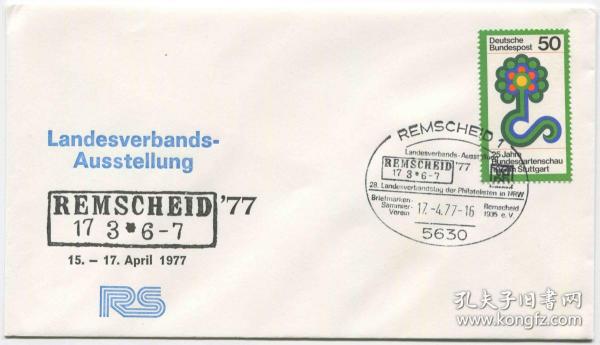 Landesverbands-
Ausstellung
REMSCHEID '77
17 3*6-7
15. – 17. April 1977
RS
Deutsche
Bundespost 50
25 Jahre
Bundesgartenschau
Stuttgart
REMSCHEID 1
Landesverbands-Ausstellung
REMSCHEID '77
17 3*6-7
28. Landesverbandstag der Philatelisten in NRW
Briefmarken-
Sammler-
Verein
17.-4.77-16
Remscheid
1935 e.V.
5630
孔夫子旧书网
www.kongfz.com